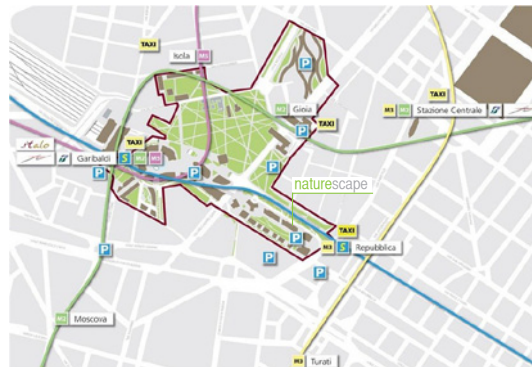 TAXI
Isola M5
P
M2 Gioia
TAXI
P
TAXI
M3 M2 Stazione Centrale
TAXI
italo
Garibaldi S M2 M5
P
P
P
naturescape
P
TAXI
M3 S Repubblica
P
P
P
M2 Moscova
M3 Turati